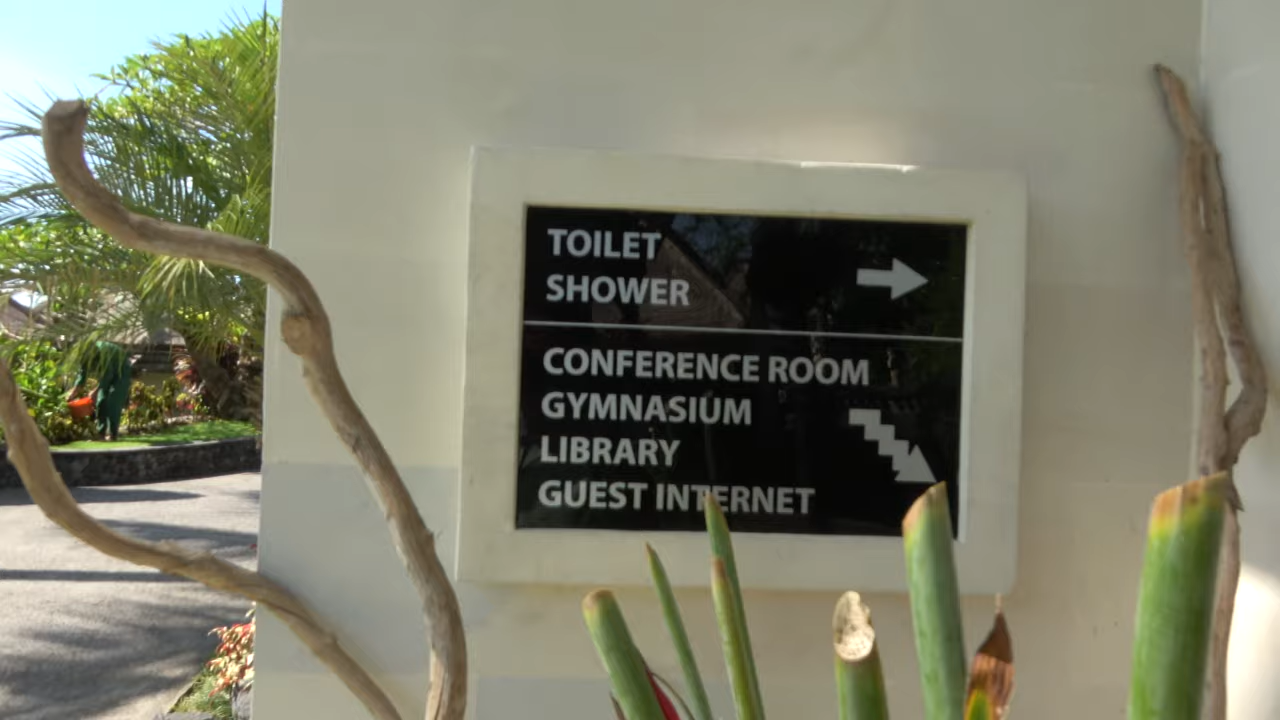 TOILET
SHOWER
CONFERENCE ROOM
GYMNASIUM
LIBRARY
GUEST INTERNET